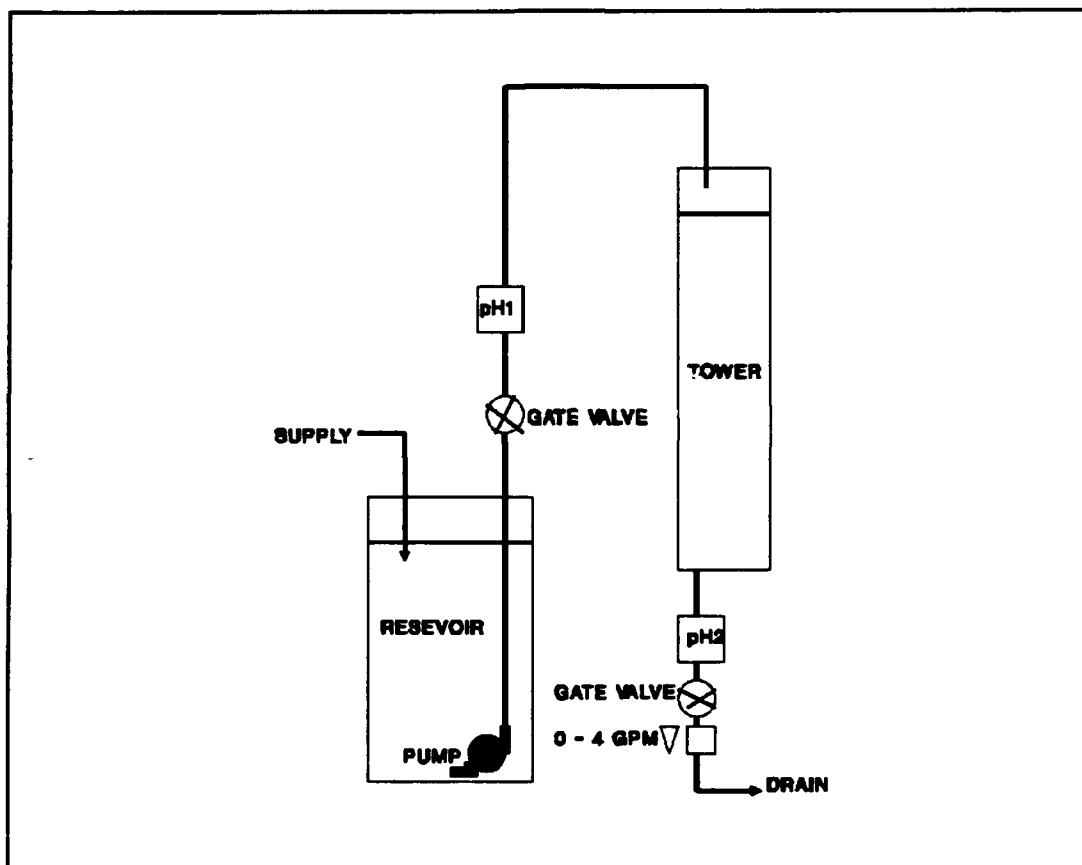 pH1
TOWER
GATE VALVE
SUPPLY
RESEVOIR
pH2
GATE VALVE
0 - 4 GPM
PUMP
DRAIN